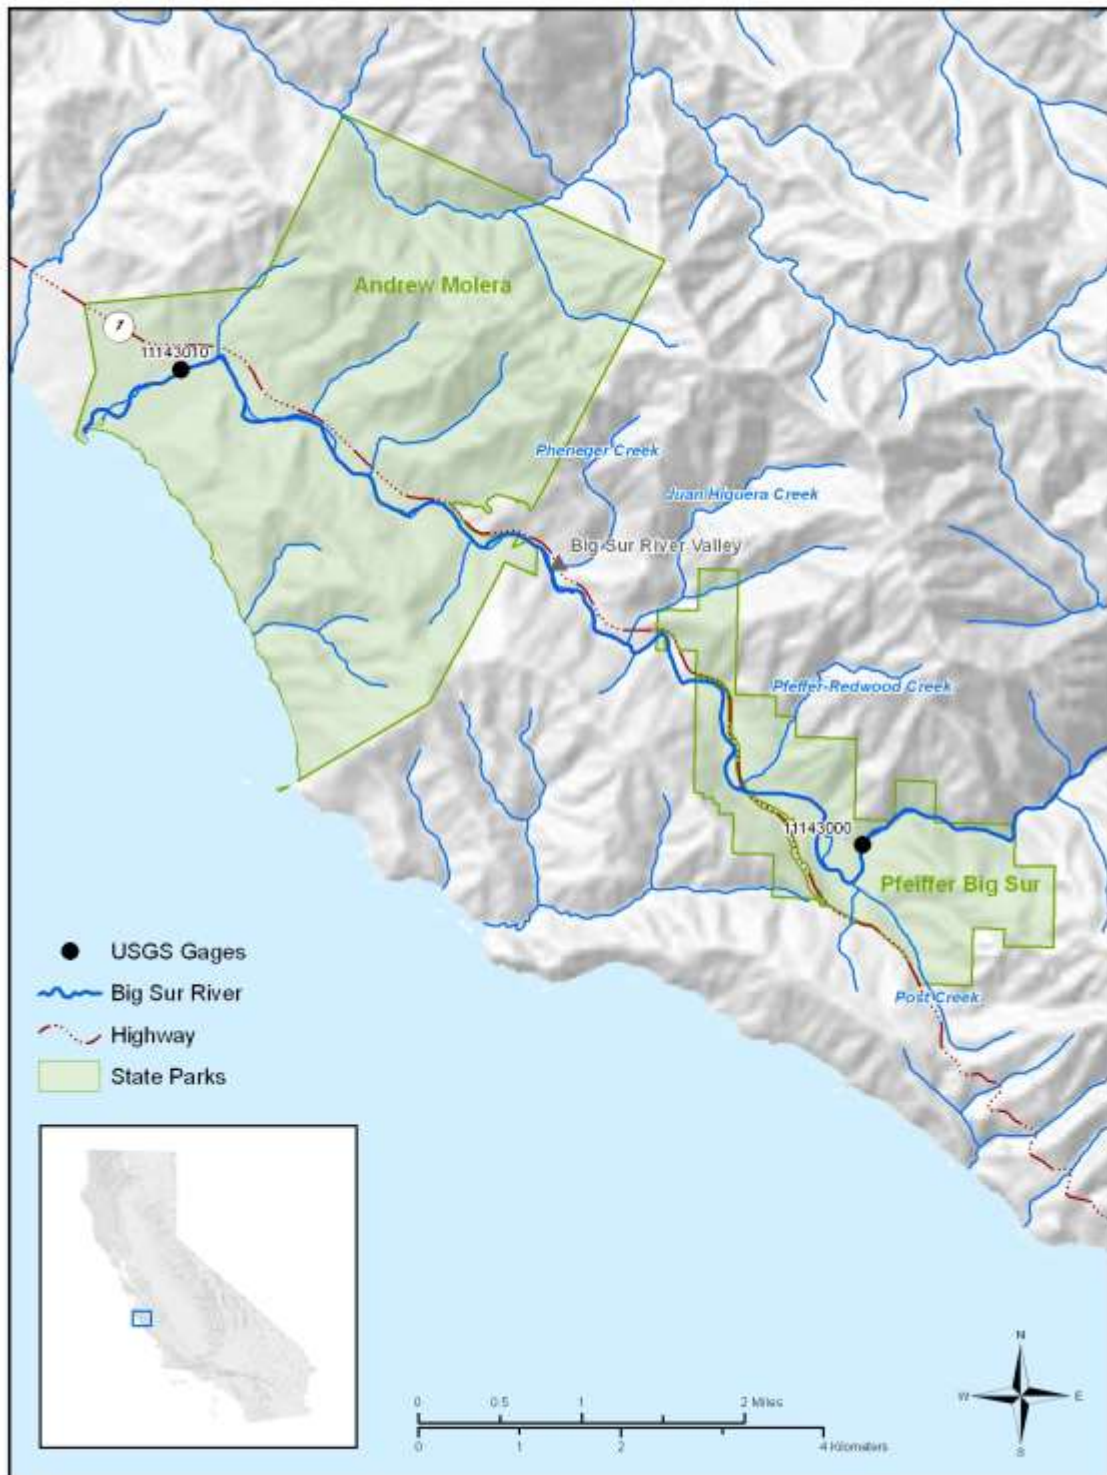 Andrew Molera
1
11143010
Pheneger Creek
Juan Higuera Creek
Big Sur River Valley
Pfeffer-Redwood Creek
11143000
Pfeiffer Big Sur
Post Creek
USGS Gages
Big Sur River
Highway
State Parks
N
W E
S
0 0.5 1 2 Miles
0 1 2 4 Kilometers